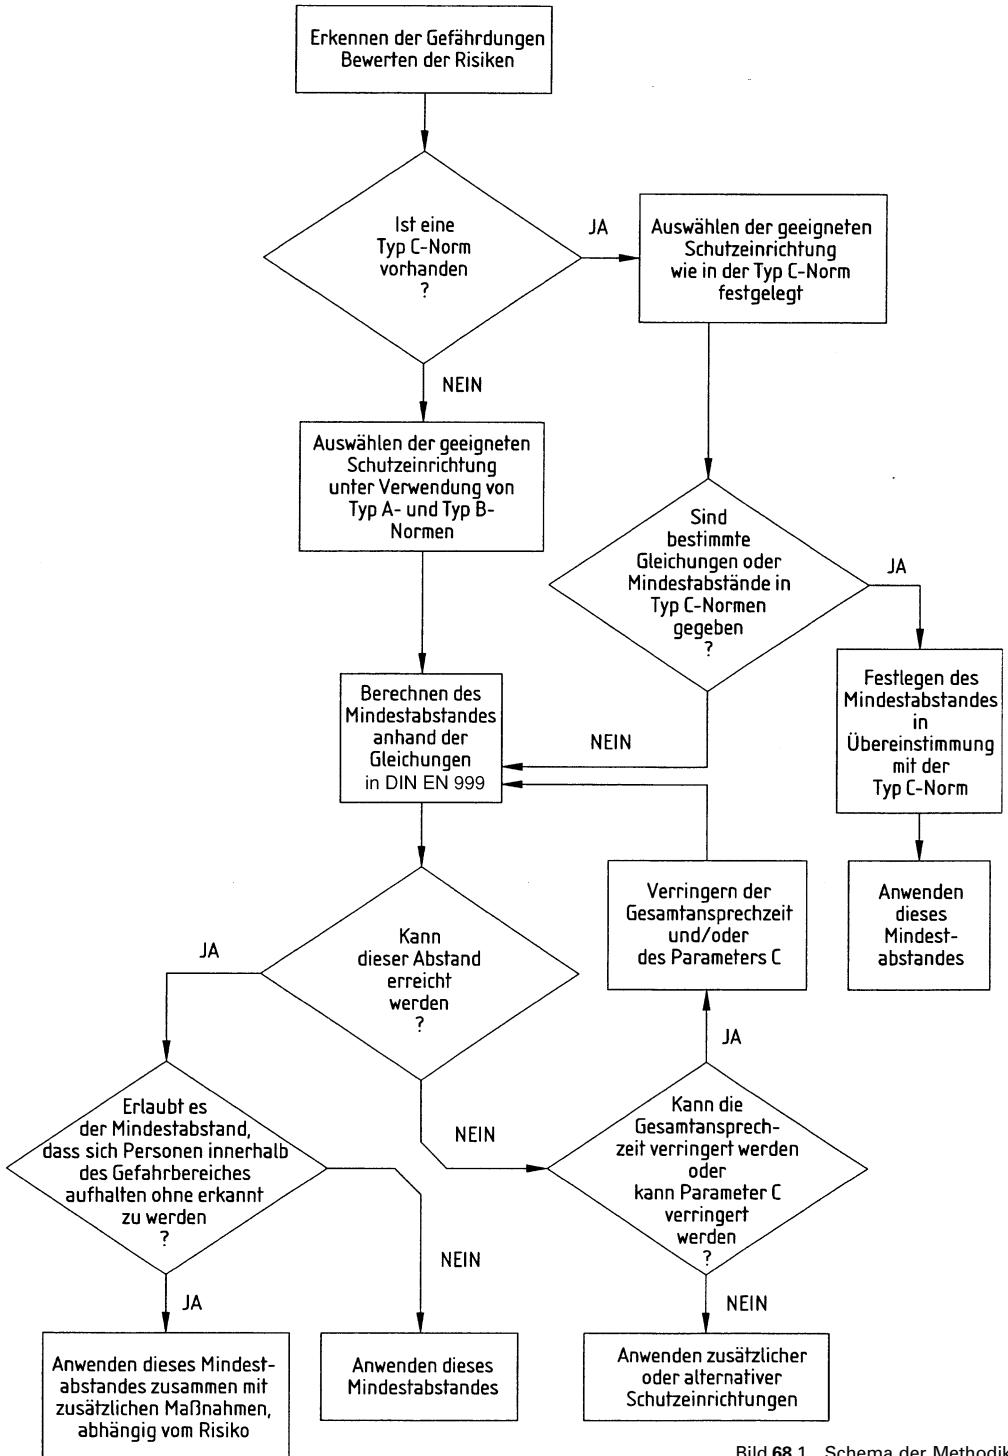 Erkennen der Gefährdungen
Bewerten der Risiken
Ist eine
Typ C-Norm
vorhanden
?
JA
Auswählen der geeigneten
Schutzeinrichtung
wie in der Typ C-Norm
festgelegt
NEIN
Auswählen der geeigneten
Schutzeinrichtung
unter Verwendung von
Typ A- und Typ B-
Normen
Sind
bestimmte
Gleichungen oder
Mindestabstände in
Typ C-Normen
gegeben
?
JA
Festlegen des
Mindestabstandes
in
Übereinstimmung
mit der
Typ C-Norm
NEIN
Berechnen des
Mindestabstandes
anhand der
Gleichungen
in DIN EN 999
Anwenden
dieses
Mindest-
abstandes
Verringern der
Gesamtansprechzeit
und/oder
des Parameters C
Kann
dieser Abstand
erreicht
werden
?
JA
JA
Erlaubt es
der Mindestabstand,
dass sich Personen innerhalb
des Gefahrbereiches
aufhalten ohne erkannt
zu werden
?
NEIN
Kann die
Gesamtansprech-
zeit verringert werden
oder
kann Parameter C
verringert
werden
?
NEIN
JA
NEIN
Anwenden dieses Mindest-
abstandes zusammen mit
zusätzlichen Maßnahmen,
abhängig vom Risiko
Anwenden dieses
Mindestabstandes
Anwenden zusätzlicher
oder alternativer
Schutzeinrichtungen
Bild 68.1 Schema der Methodik